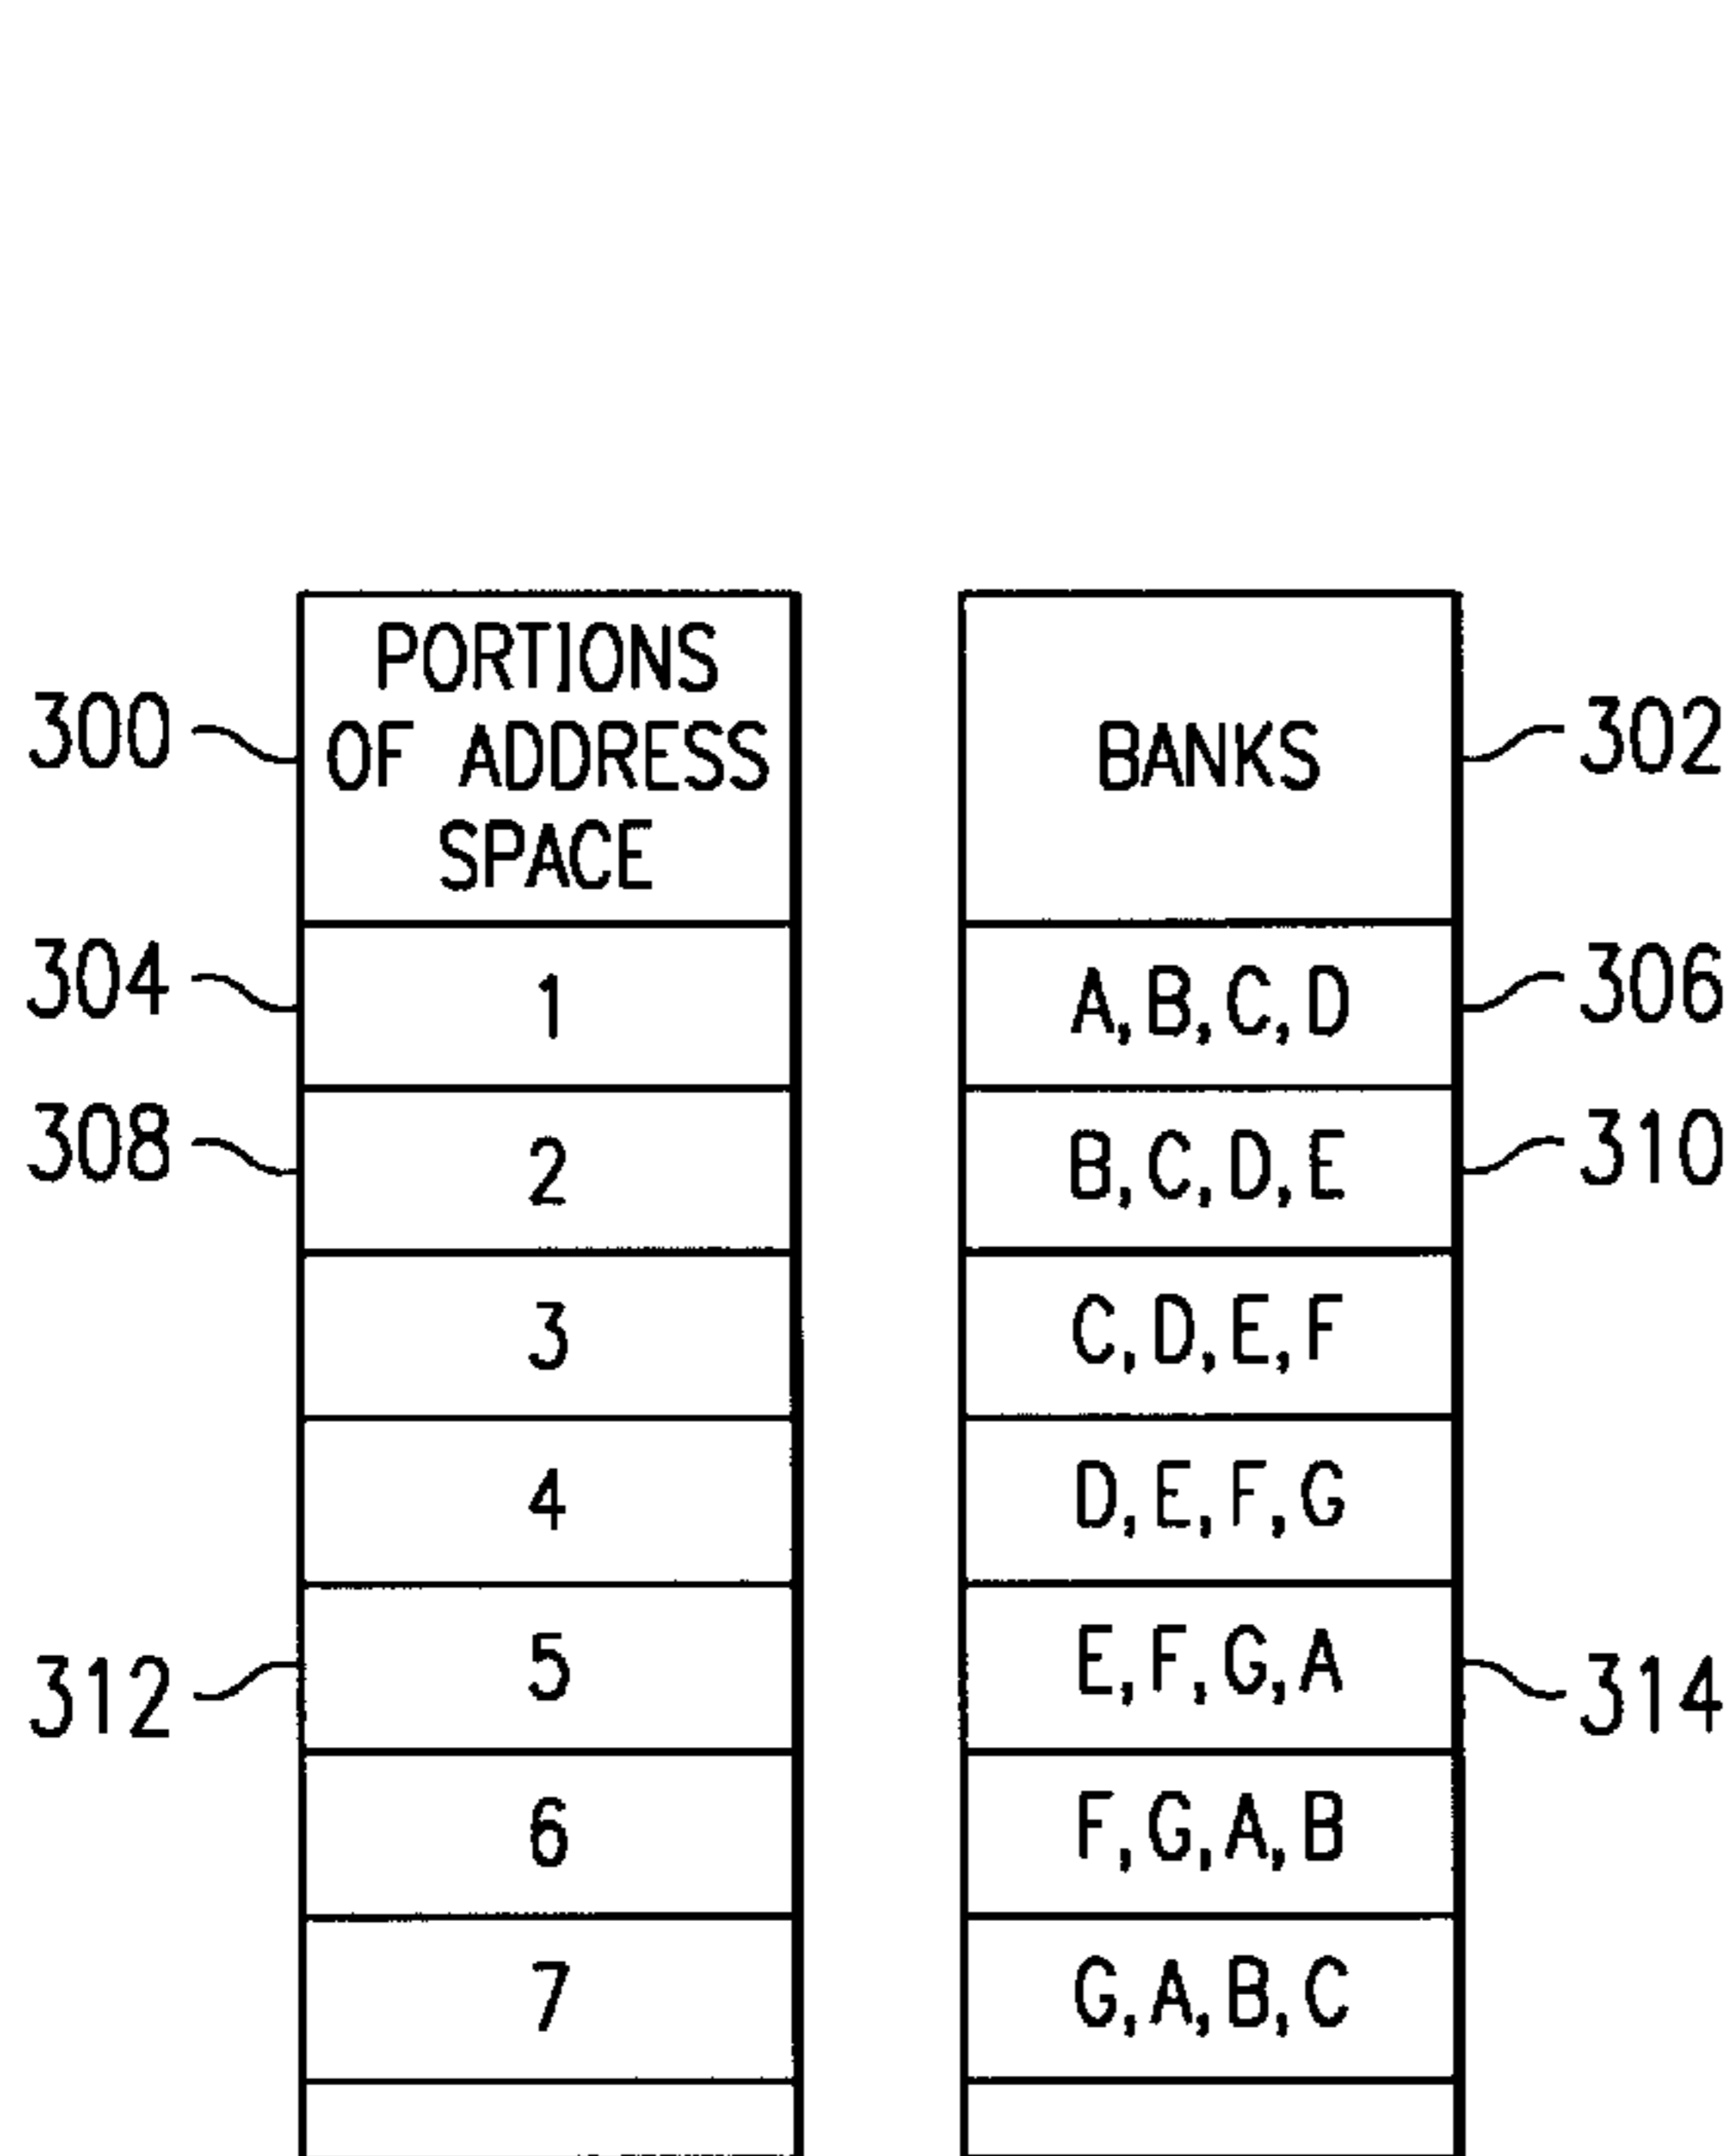 PORTIONS
OF ADDRESS
SPACE
300
BANKS
302
304
1
A,B,C,D
306
308
2
B,C,D,E
310
3
C,D,E,F
4
D,E,F,G
312
5
E,F,G,A
314
6
F,G,A,B
7
G,A,B,C